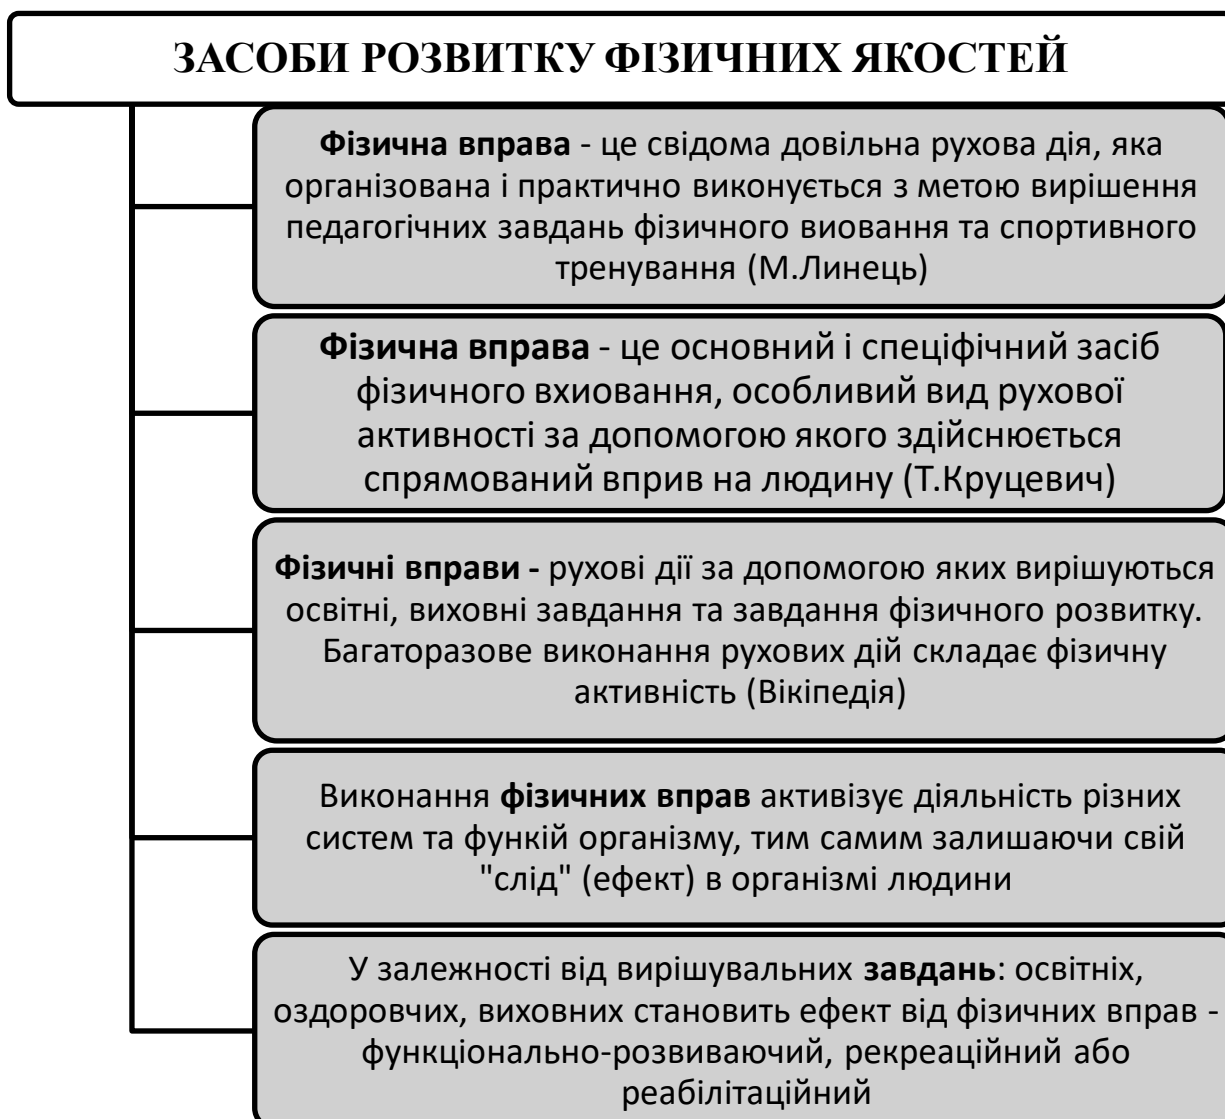 ЗАСОБИ РОЗВИТКУ ФІЗИЧНИХ ЯКОСТЕЙ
Фізична вправа - це свідома довільна рухова дія, яка
організована і практично виконується з метою вирішення
педагогічних завдань фізичного виовання та спортивного
тренування (М.Линець)
Фізична вправа - це основний і спеціфічний засіб
фізичного вхиовання, особливий вид рухової
активності за допомогою якого здійснюється
спрямований вприв на людину (Т.Круцевич)
Фізичні вправи - рухові дії за допомогою яких вирішуються
освітні, виховні завдання та завдання фізичного розвитку.
Багаторазове виконання рухових дій складає фізичну
активність (Вікіпедія)
Виконання фізичних вправ активізує діяльність різних
систем та функцій організму, тим самим залишаючи свій
"слід" (ефект) в організмі людини
У залежності від вирішувальних завдань: освітніх,
оздоровчих, виховних становить ефект від фізичних вправ -
функціонально-розвиваючий, рекреаційний або
реабілітаційний